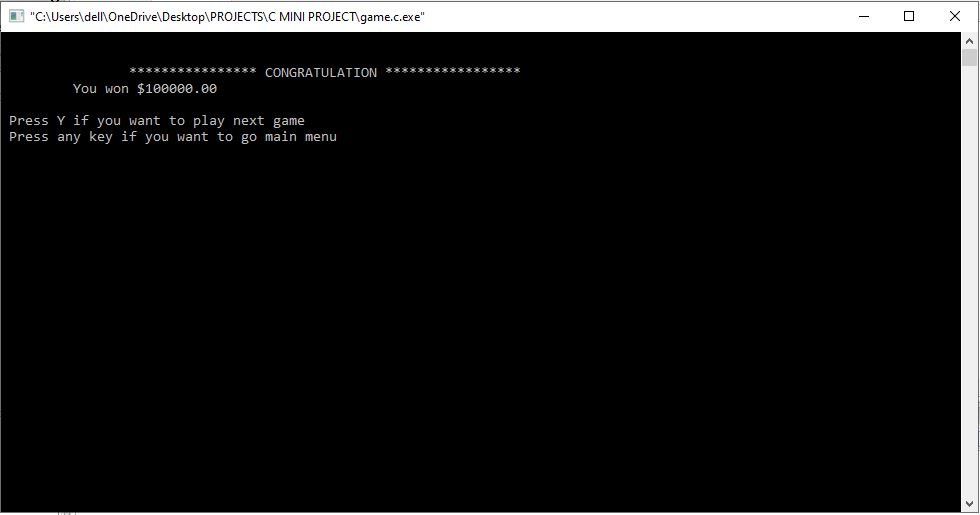 "C:\Users\dell\OneDrive\Desktop\PROJECTS\C MINI PROJECT\game.c.exe"
**************** CONGRATULATION *****************
You won $100000.00
Press Y if you want to play next game
Press any key if you want to go main menu